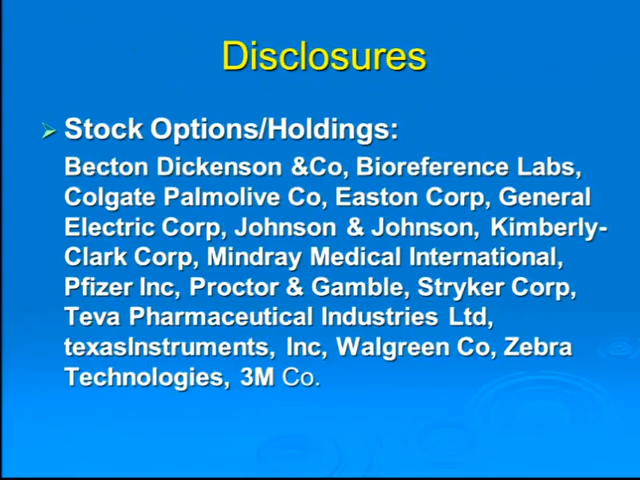 Disclosures
Stock Options/Holdings:
Becton Dickenson &Co, Bioreference Labs,
Colgate Palmolive Co, Easton Corp, General
Electric Corp, Johnson & Johnson, Kimberly-
Clark Corp, Mindray Medical International,
Pfizer Inc, Proctor & Gamble, Stryker Corp,
Teva Pharmaceutical Industries Ltd,
texasInstruments, Inc, Walgreen Co, Zebra
Technologies, 3M Co.